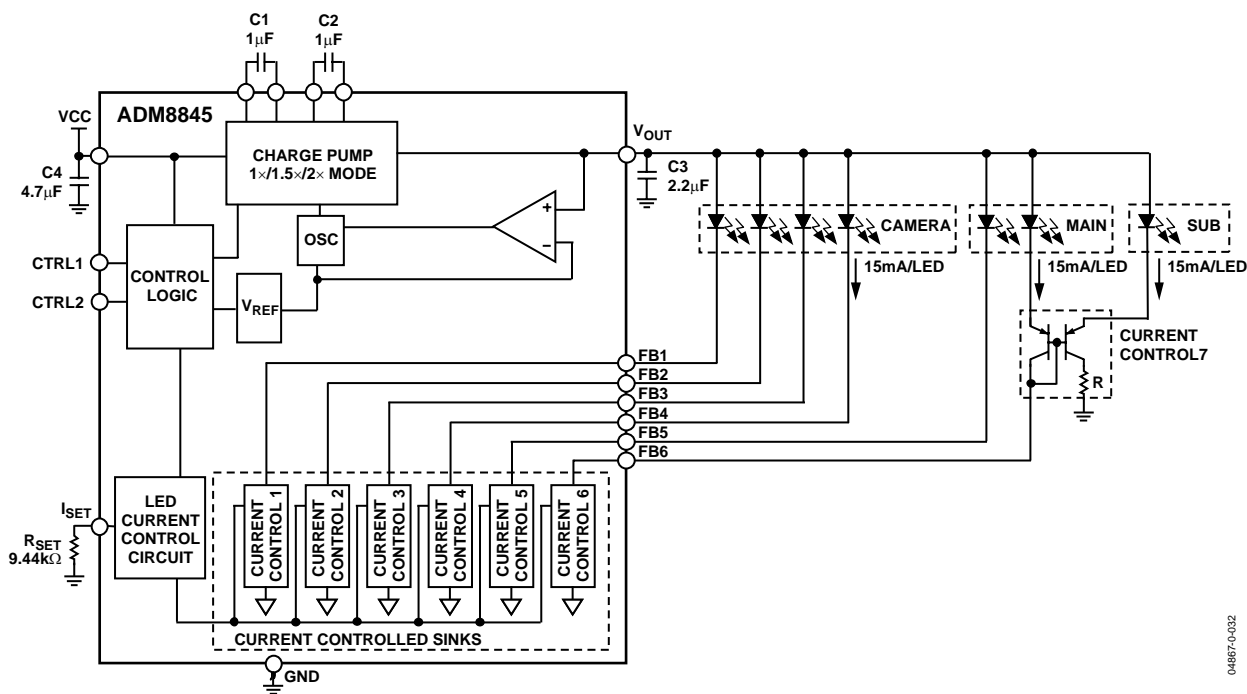 C1
1μF
C2
1μF
ADM8845
VCC
C4
4.7μF
CHARGE PUMP
1×/1.5×/2× MODE
VOUT
C3
2.2μF
OSC
+
–
CTRL1
CTRL2
CONTROL
LOGIC
VREF
CAMERA
MAIN
SUB
15mA/LED
15mA/LED
15mA/LED
CURRENT
CONTROL7
R
FB1
FB2
FB3
FB4
FB5
FB6
ISET
RSET
9.44kΩ
LED
CURRENT
CONTROL
CIRCUIT
CURRENT
CONTROL 1
CURRENT
CONTROL 2
CURRENT
CONTROL 3
CURRENT
CONTROL 4
CURRENT
CONTROL 5
CURRENT
CONTROL 6
CURRENT CONTROLLED SINKS
GND
04867-0-032